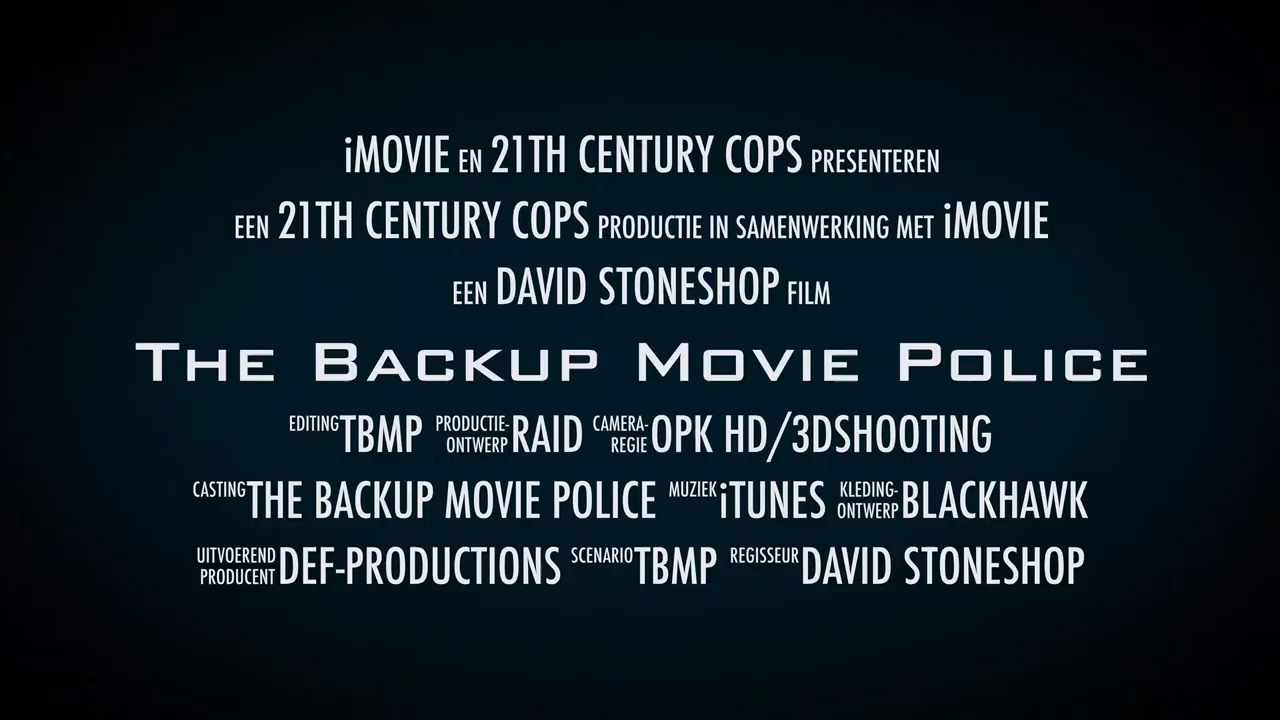 iMOVIE EN 21TH CENTURY COPS PRESENTEREN
EEN 21TH CENTURY COPS PRODUCTIE IN SAMENWERKING MET iMOVIE
EEN DAVID STONESHOP FILM
THE BACKUP MOVIE POLICE
EDITING TBMP PRODUCTIE-ONTWERP RAID CAMERA-REGIE OPK HD/3DSHOOTING
CASTING THE BACKUP MOVIE POLICE MUZIEK iTUNES KLEDING-ONTWERP BLACKHAWK
UITVOEREND PRODUCENT DEF-PRODUCTIONS SCENARIO TBMP REGISSEUR DAVID STONESHOP